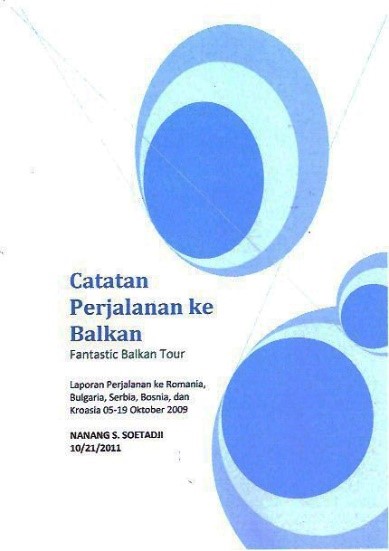 Catatan
Perjalanan ke
Balkan
Fantastic Balkan Tour
Laporan Perjalanan ke Romania,
Bulgaria, Serbia, Bosnia, dan
Kroasia 05-19 Oktober 2009
NANANG S. SOETADJI
10/21/2011